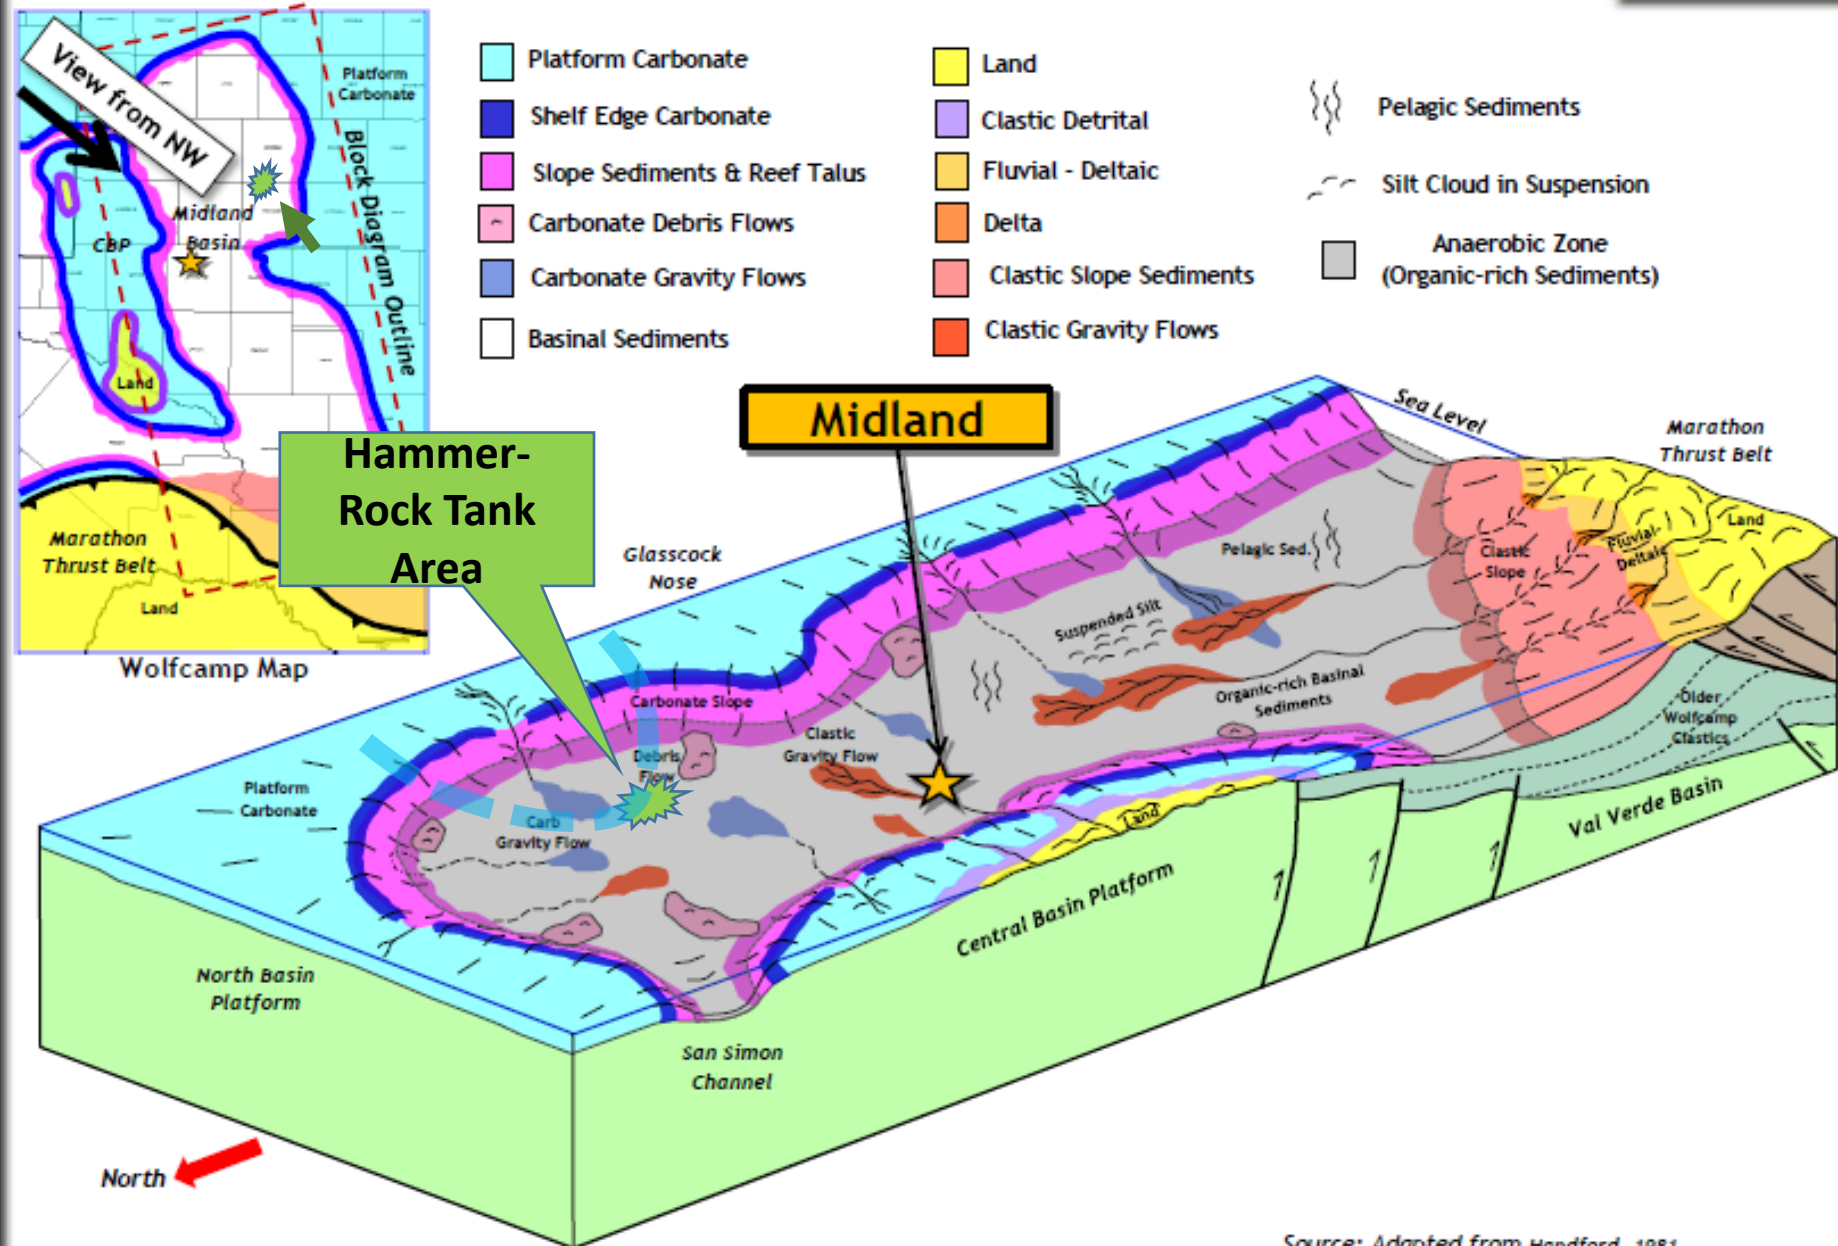 View from NW
Platform
Carbonate
Block Diagram Outline
Midland
Basin
CBP
Land
Marathon
Thrust Belt
Land
Wolfcamp Map
Platform Carbonate
Shelf Edge Carbonate
Slope Sediments & Reef Talus
Carbonate Debris Flows
Carbonate Gravity Flows
Basinal Sediments
Land
Clastic Detrital
Fluvial - Deltaic
Delta
Clastic Slope Sediments
Clastic Gravity Flows
Pelagic Sediments
Silt Cloud in Suspension
Anaerobic Zone
(Organic-rich Sediments)
Hammer-
Rock Tank
Area
Midland
Sea Level
Marathon
Thrust Belt
Glasscock
Nose
Pelagic Sed.
Clastic
Slope
Fluvial-
Deltaic
Land
Suspended Silt
Organic-rich Basinal
Sediments
Carbonate Slope
Debris
Flow
Clastic
Gravity Flow
Older
Wolfcamp
Clastics
Platform
Carbonate
Carb
Gravity Flow
Land
Central Basin Platform
Val Verde Basin
North Basin
Platform
San Simon
Channel
North
Source: Adapted from Handford, 1981